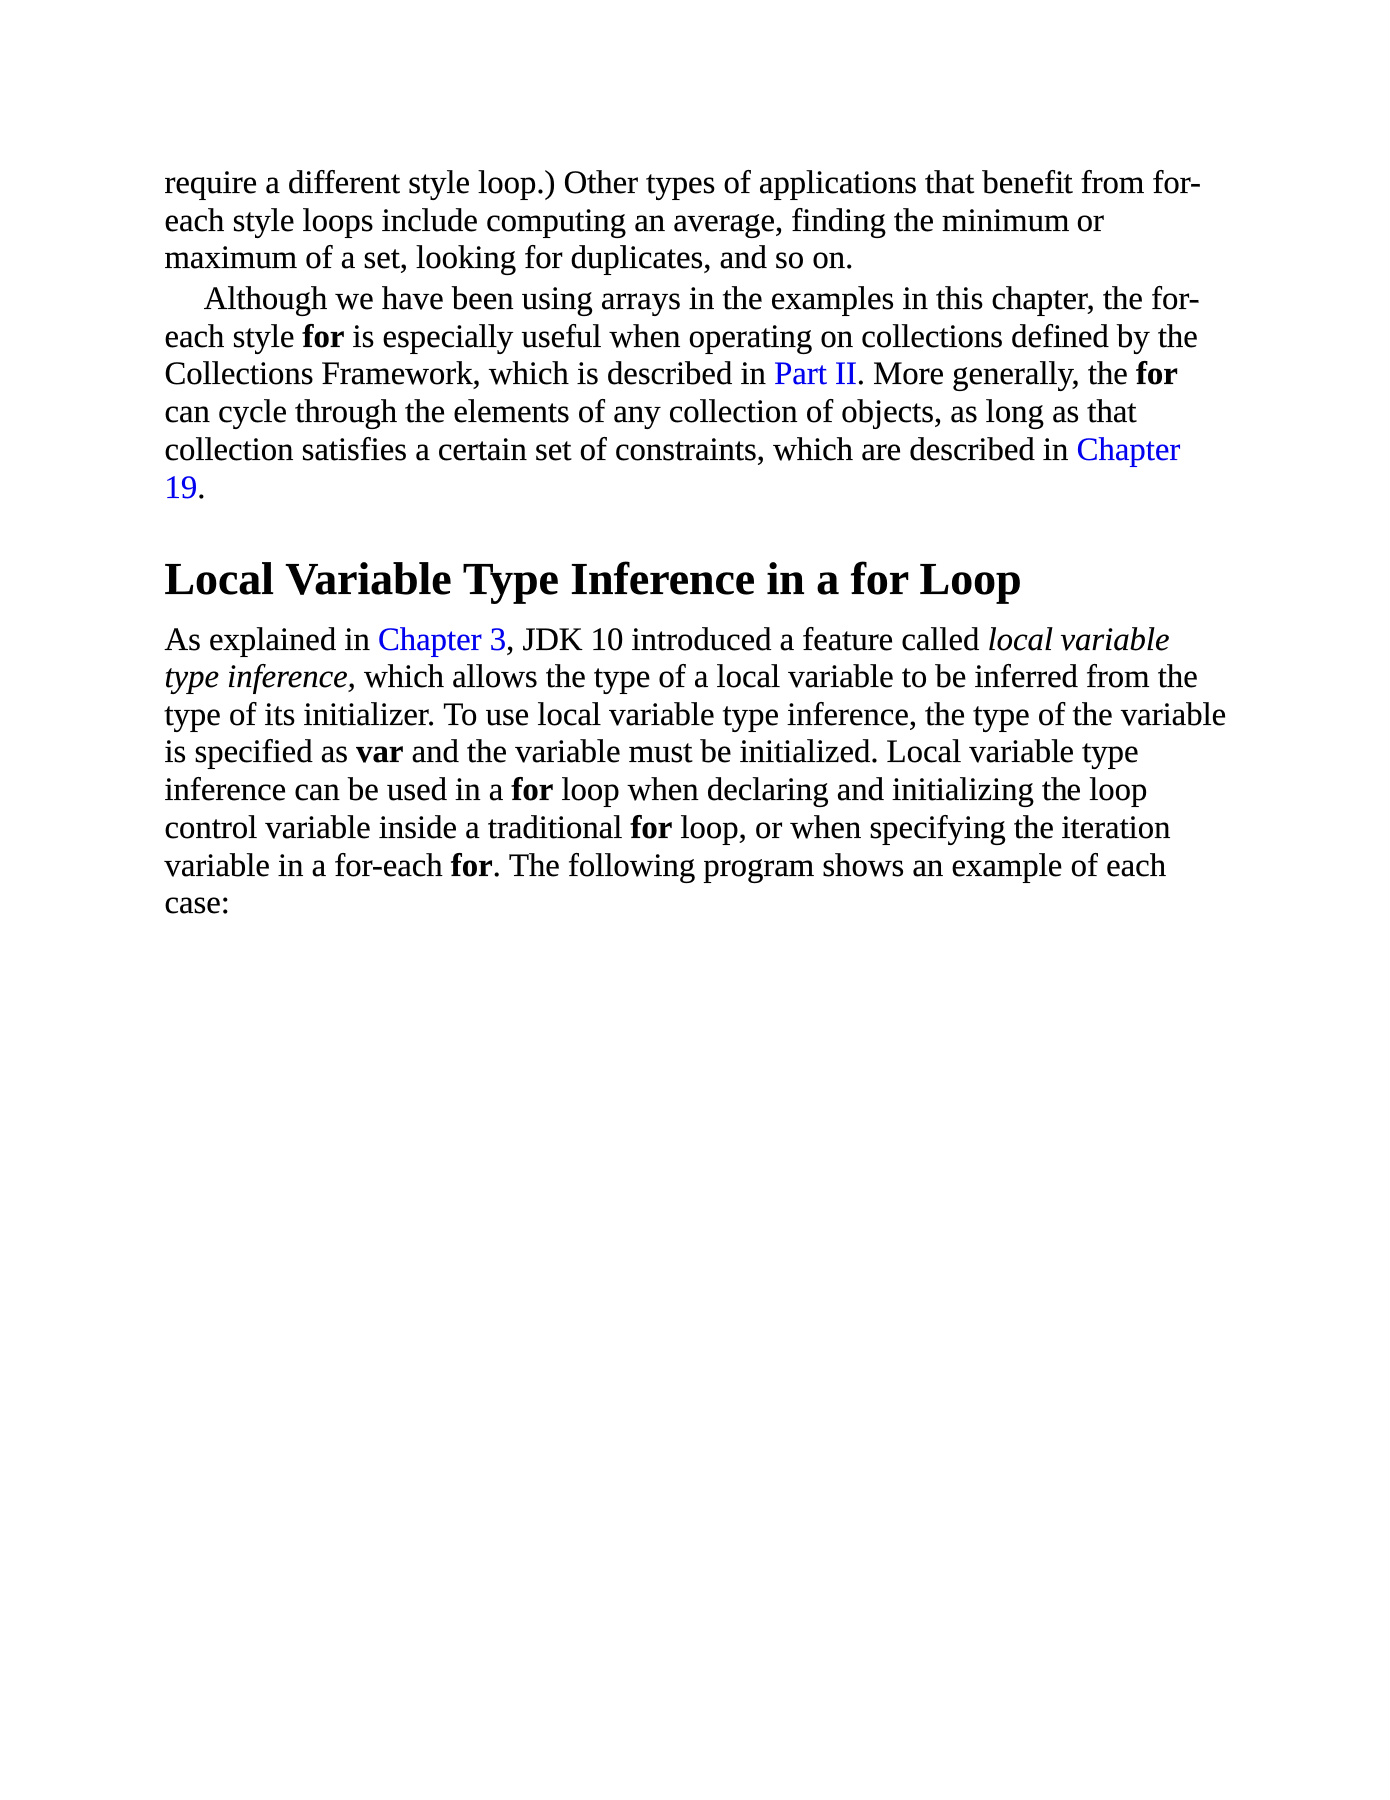 require a different style loop.) Other types of applications that benefit from for-
each style loops include computing an average, finding the minimum or
maximum of a set, looking for duplicates, and so on.
Although we have been using arrays in the examples in this chapter, the for-
each style for is especially useful when operating on collections defined by the
Collections Framework, which is described in Part II. More generally, the for
can cycle through the elements of any collection of objects, as long as that
collection satisfies a certain set of constraints, which are described in Chapter
19.
Local Variable Type Inference in a for Loop
As explained in Chapter 3, JDK 10 introduced a feature called local variable
type inference, which allows the type of a local variable to be inferred from the
type of its initializer. To use local variable type inference, the type of the variable
is specified as var and the variable must be initialized. Local variable type
inference can be used in a for loop when declaring and initializing the loop
control variable inside a traditional for loop, or when specifying the iteration
variable in a for-each for. The following program shows an example of each
case: